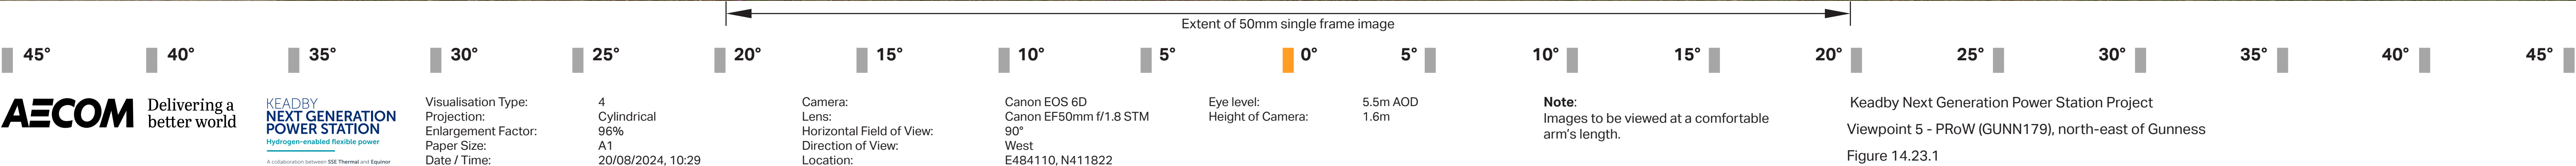 Extent of 50mm single frame image
45° 40° 35° 30° 25° 20° 15° 10° 5° 0° 5° 10° 15° 20° 25° 30° 35° 40° 45°
AECOM
Delivering a
better world
KEADBY
NEXT GENERATION
POWER STATION
Hydrogen-enabled flexible power
A collaboration between SSE Thermal and Equinor
Visualisation Type: 4
Projection: Cylindrical
Enlargement Factor: 96%
Paper Size: A1
Date / Time: 20/08/2024, 10:29
Camera: Canon EOS 6D
Lens: Canon EF50mm f/1.8 STM
Horizontal Field of View: 90°
Direction of View: West
Location: E484110, N411822
Eye level: 5.5m AOD
Height of Camera: 1.6m
Note:
Images to be viewed at a comfortable
arm's length.
Keadby Next Generation Power Station Project
Viewpoint 5 - PRoW (GUNN179), north-east of Gunness
Figure 14.23.1